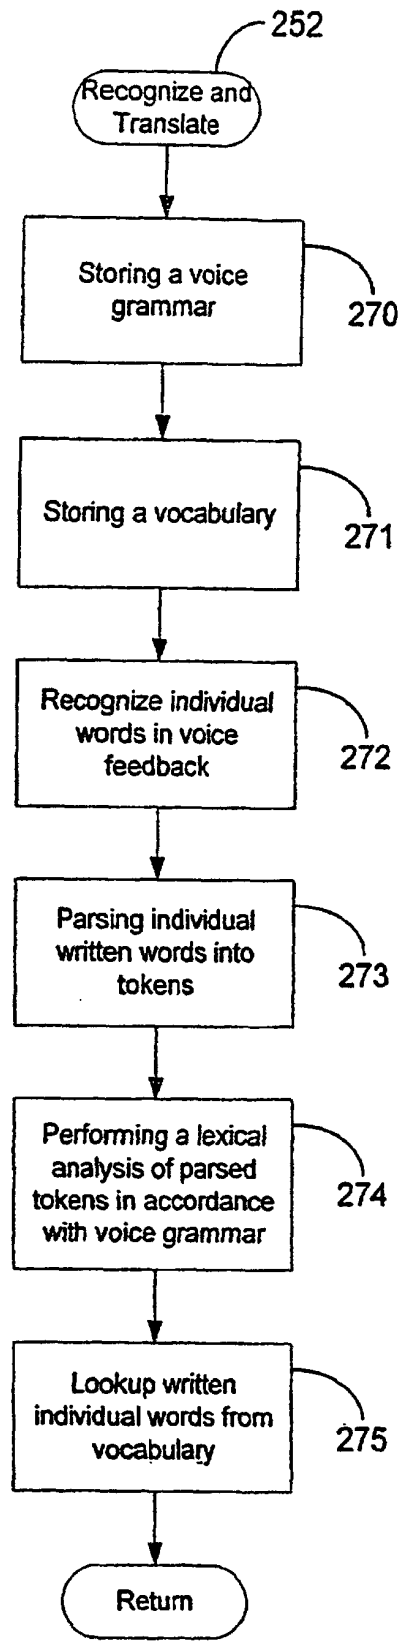 252
Recognize and
Translate
Storing a voice
grammar
270
Storing a vocabulary
271
Recognize individual
words in voice
feedback
272
Parsing individual
written words into
tokens
273
Performing a lexical
analysis of parsed
tokens in accordance
with voice grammar
274
Lookup written
individual words from
vocabulary
275
Return